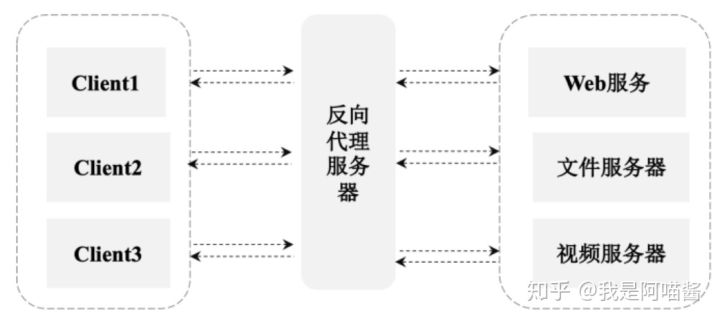 Client1
Client2
Client3
反向
代理
服务
器
Web服务
文件服务器
视频服务器
知乎 @我是阿喵酱